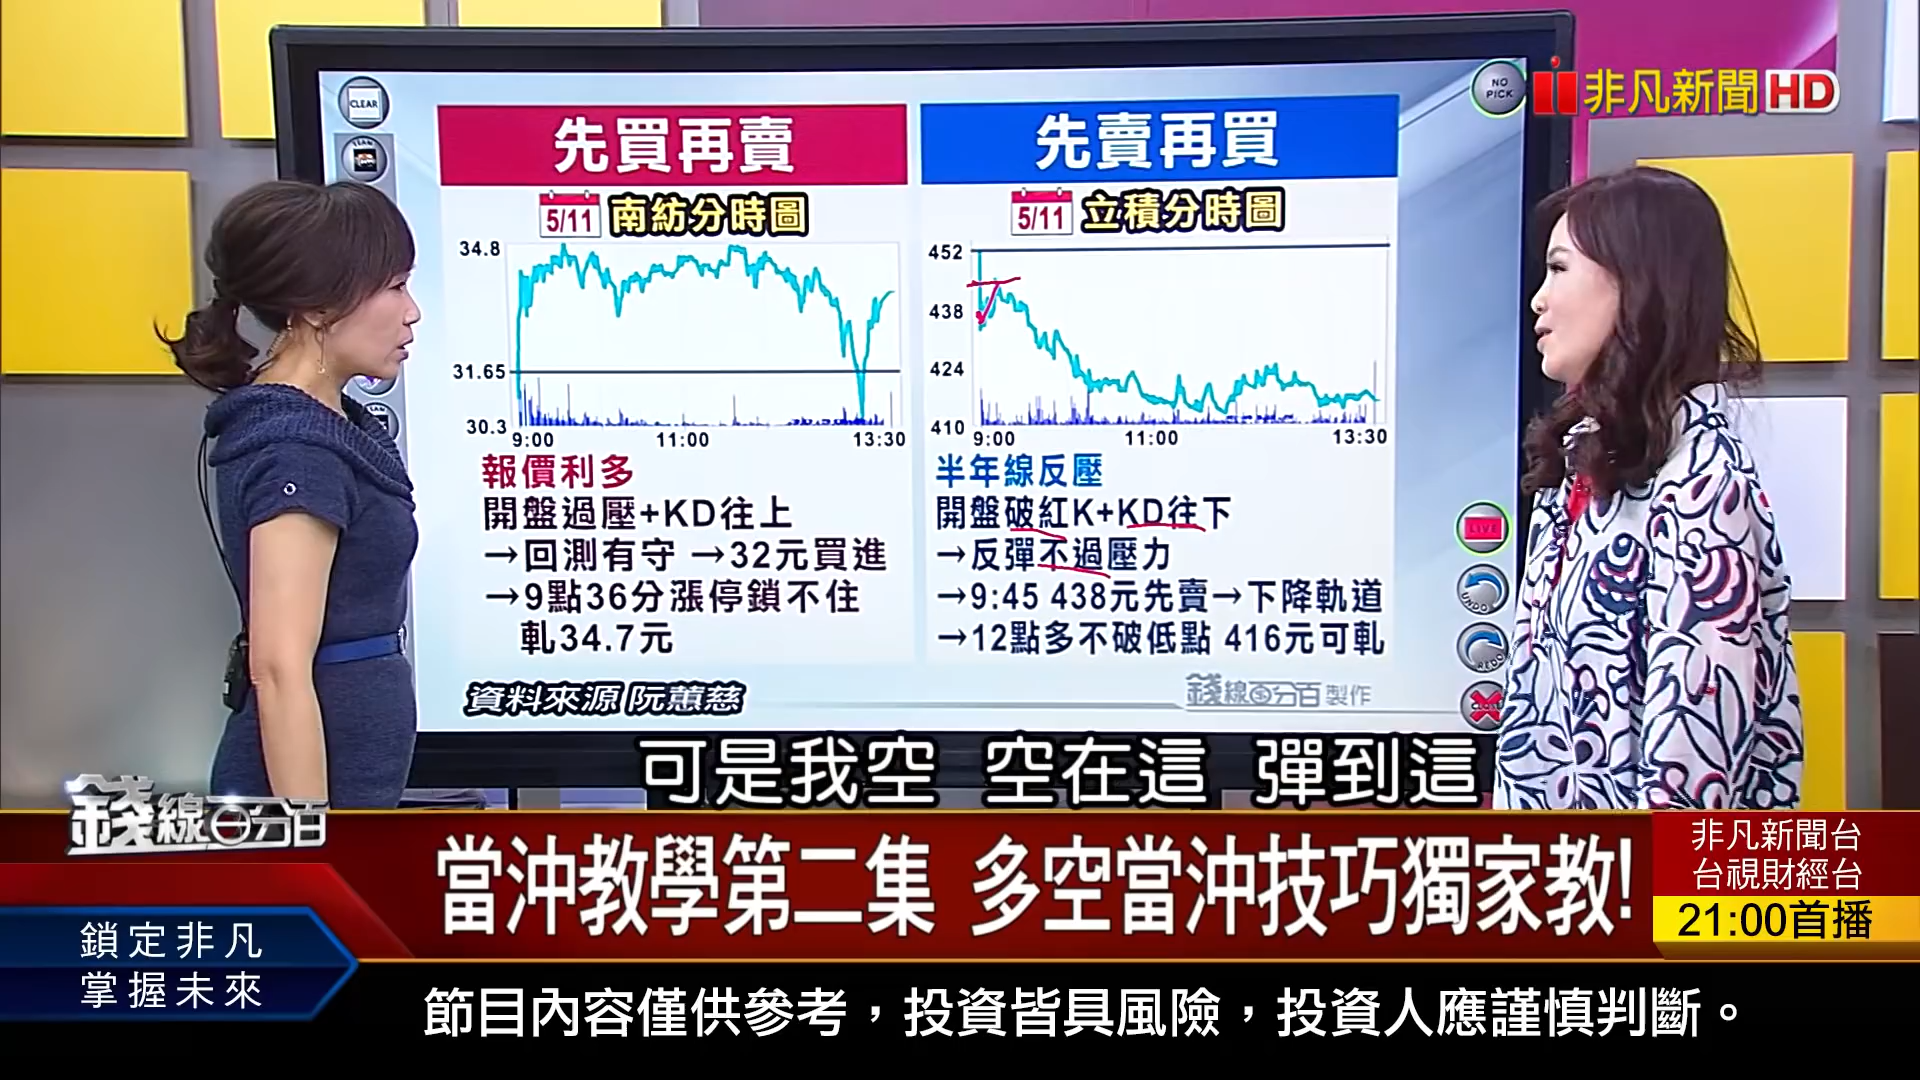 CLEAR
NO
PICK
非凡新聞HD
先買再賣
5/11 南紡分時圖
34.8
31.65
30.3
9:00 11:00 13:30
報價利多
開盤過壓+KD往上
→回測有守 →32元買進
→9點36分漲停鎖不住
軋34.7元
先賣再買
5/11 立積分時圖
452
438
424
410
9:00 11:00 13:30
半年線反壓
開盤破紅K+KD往下
→反彈不過壓力
→9:45 438元先賣→下降軌道
→12點多不破低點 416元可軋
LIVE
UNDO
REDO
資料來源 阮蕙慈
錢線百分百 製作
可是我空 空在這 彈到這
錢線百分百
當沖教學第二集 多空當沖技巧獨家教!
非凡新聞台
台視財經台
21:00首播
鎖定非凡
掌握未來
節目內容僅供參考，投資皆具風險，投資人應謹慎判斷。